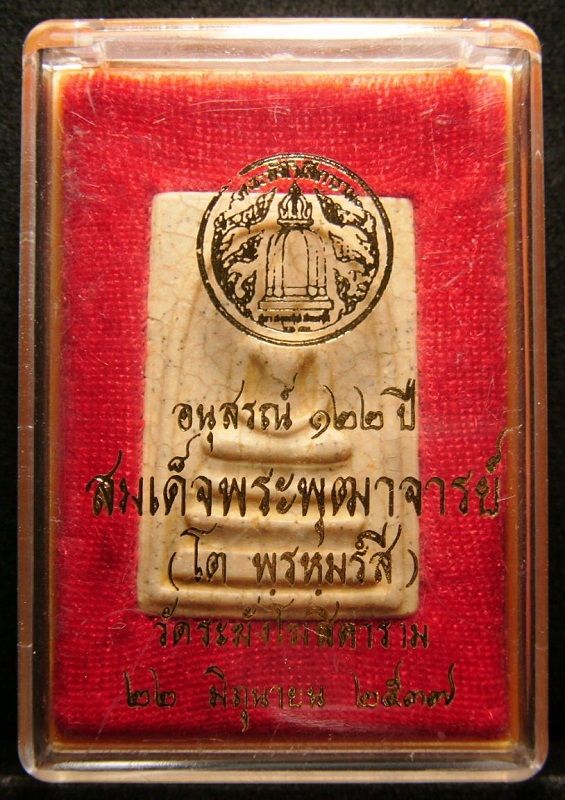 อนุสรณ์ ๑๒๒ ปี
สมเด็จพระพุฒาจารย์
(โต พฺรหฺมรํสี)
วัดระฆังโฆสิตาราม
๒๒ มิถุนายน ๒๕๓๗